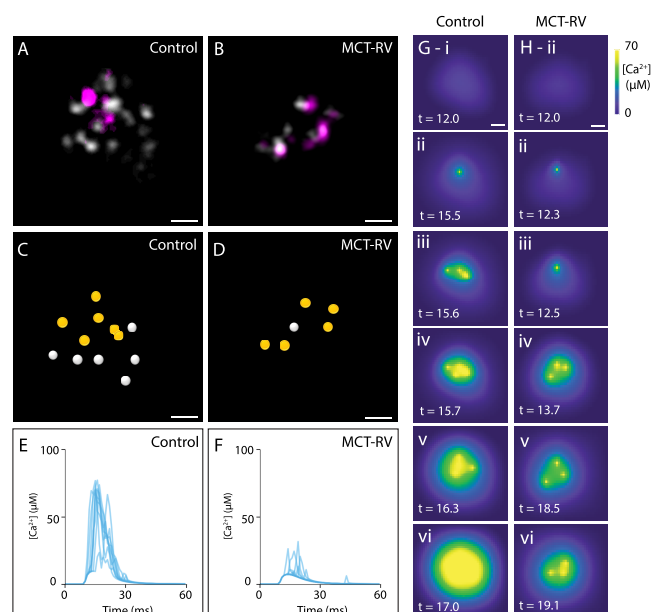 Control
MCT-RV
A
Control
B
MCT-RV
G - i
t = 12.0
H - ii
t = 12.0
70
[Ca²⁺]
(μM)
0
ii
t = 15.5
ii
t = 12.3
C
Control
D
MCT-RV
iii
t = 15.6
iii
t = 12.5
iv
t = 15.7
iv
t = 13.7
E
Control
100
50
0
[Ca²⁺] (μM)
0
30
60
Time (ms)
F
MCT-RV
100
50
0
[Ca²⁺] (μM)
0
30
60
Time (ms)
v
t = 16.3
v
t = 18.5
vi
t = 17.0
vi
t = 19.1